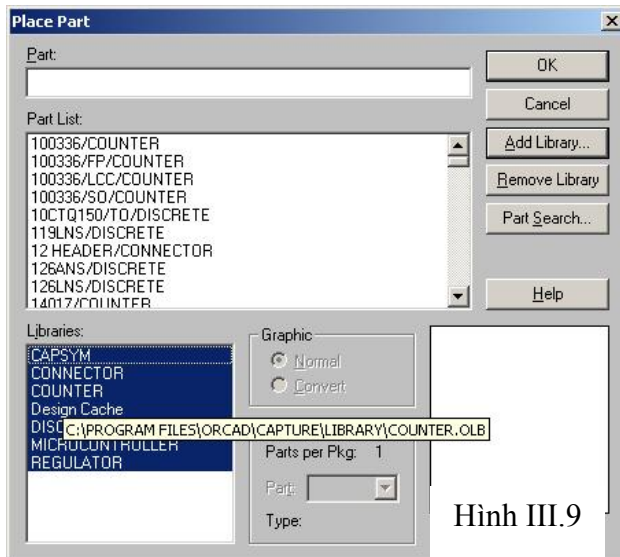 Place Part
Part:
OK
Cancel
Part List:
100336/COUNTER
100336/FP/COUNTER
100336/LCC/COUNTER
100336/SO/COUNTER
10CTQ150/TO/DISCRETE
119LNS/DISCRETE
12 HEADER/CONNECTOR
126ANS/DISCRETE
126LNS/DISCRETE
14017/COUNTER
Add Library...
Remove Library
Part Search...
Help
Libraries:
CAPSYM
CONNECTOR
COUNTER
Design Cache
DISC
C:\PROGRAM FILES\ORCAD\CAPTURE\LIBRARY\COUNTER.OLB
MICROCONTROLLER
REGULATOR
Graphic
Normal
Convert
Parts per Pkg: 1
Part:
Type:
Hình III.9